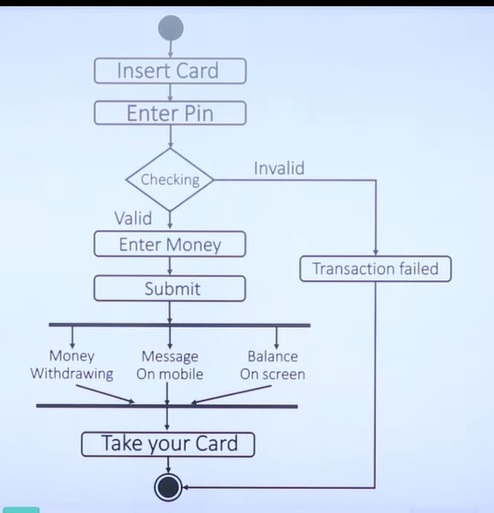 Insert Card
Enter Pin
Checking
Invalid
Valid
Enter Money
Transaction failed
Submit
Money
Withdrawing
Message
On mobile
Balance
On screen
Take your Card